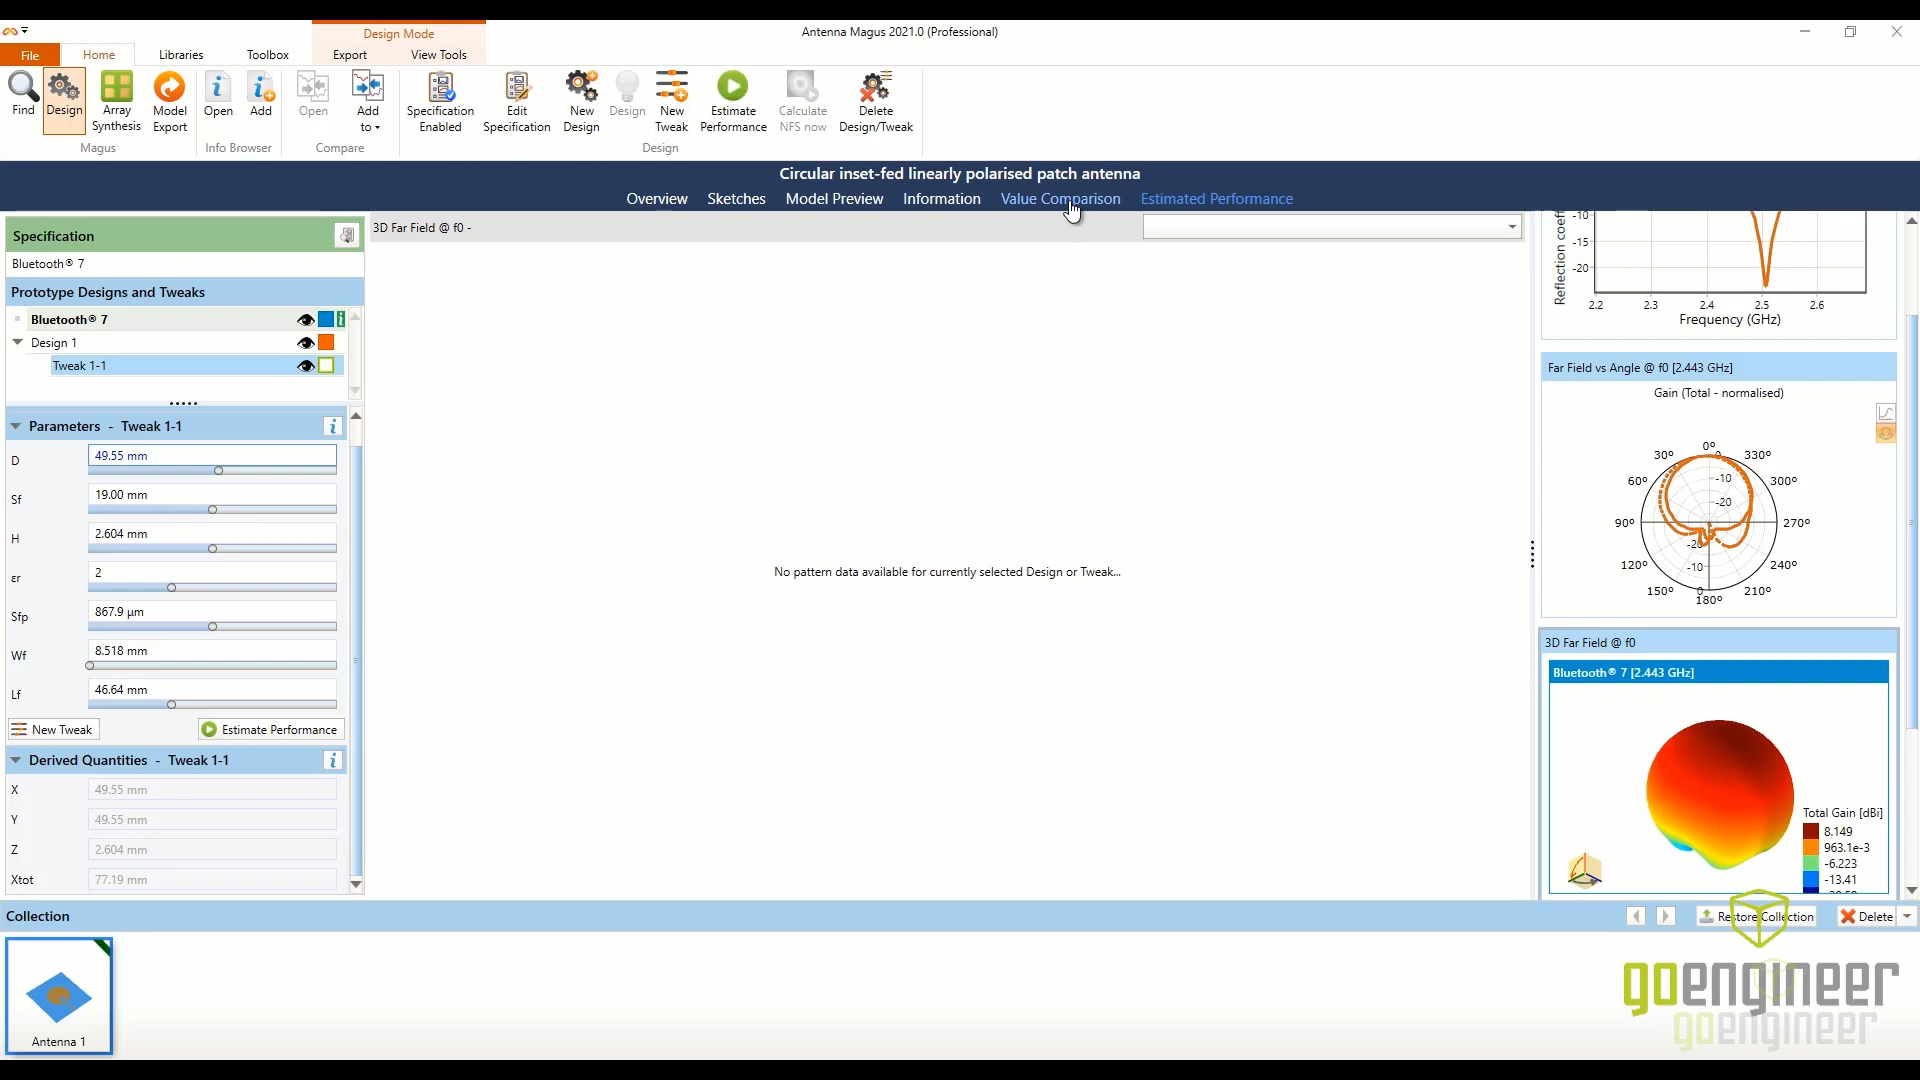 Antenna Magus 2021.0 (Professional)
Design Mode
File
Home
Libraries
Toolbox
Export
View Tools
Find
Design
Array Synthesis
Model Export
Magus
Open
Add
Info Browser
Open
Add to
Compare
Specification Enabled
Edit Specification
New Design
Design
New Tweak
Estimate Performance
Calculate NFS now
Delete Design/Tweak
Design
Circular inset-fed linearly polarised patch antenna
Overview
Sketches
Model Preview
Information
Value Comparison
Estimated Performance
Specification
Bluetooth® 7
Prototype Designs and Tweaks
Bluetooth® 7
Design 1
Tweak 1-1
Parameters - Tweak 1-1
D
49.55 mm
Sf
19.00 mm
H
2.604 mm
εr
2
Sfp
867.9 µm
Wf
8.518 mm
Lf
46.64 mm
New Tweak
Estimate Performance
Derived Quantities - Tweak 1-1
X
49.55 mm
Y
49.55 mm
Z
2.604 mm
Xtot
77.19 mm
3D Far Field @ f0 -
No pattern data available for currently selected Design or Tweak...
Reflection coeffi
-10
-15
-20
2.2
2.3
2.4
2.5
2.6
Frequency (GHz)
Far Field vs Angle @ f0 [2.443 GHz]
Gain (Total - normalised)
0°
30°
330°
60°
300°
90°
270°
120°
240°
150°
210°
180°
0
-10
-20
-20
-10
0
3D Far Field @ f0
Bluetooth® 7 [2.443 GHz]
Total Gain [dBi]
8.149
963.1e-3
-6.223
-13.41
Collection
Restore Collection
Delete
Antenna 1
goengineer
goengineer